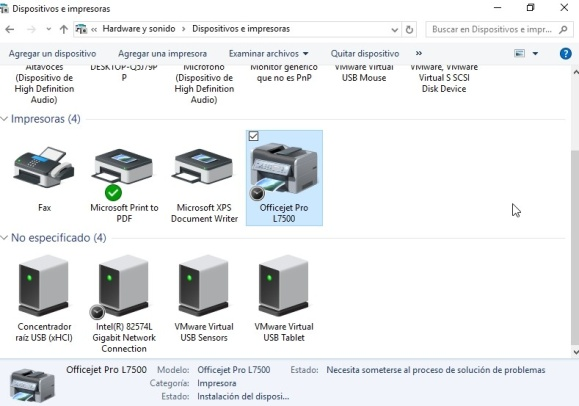 Dispositivos e impresoras
« Hardware y sonido > Dispositivos e impresoras
Buscar en Dispositivos e impr...
Agregar un dispositivo Agregar una impresora Examinar archivos Quitar dispositivo »
Altavoces DESKTOP-Q5J79P Micrófono Monitor genérico VMware Virtual VMware, VMware
(Dispositivo de P (Dispositivo de que no es PnP USB Mouse Virtual S SCSI
High Definition High Definition Disk Device
Audio) Audio)
Impresoras (4)
Fax Microsoft Print to Microsoft XPS Officejet Pro
PDF Document Writer L7500
No especificado (4)
Concentrador Intel(R) 82574L VMware Virtual VMware Virtual
raíz USB (xHCI) Gigabit Network USB Sensors USB Tablet
Connection
Officejet Pro L7500 Modelo: Officejet Pro L7500 Estado: Necesita someterse al proceso de solución de problemas
Categoría: Impresora
Estado: Instalación del disposi...